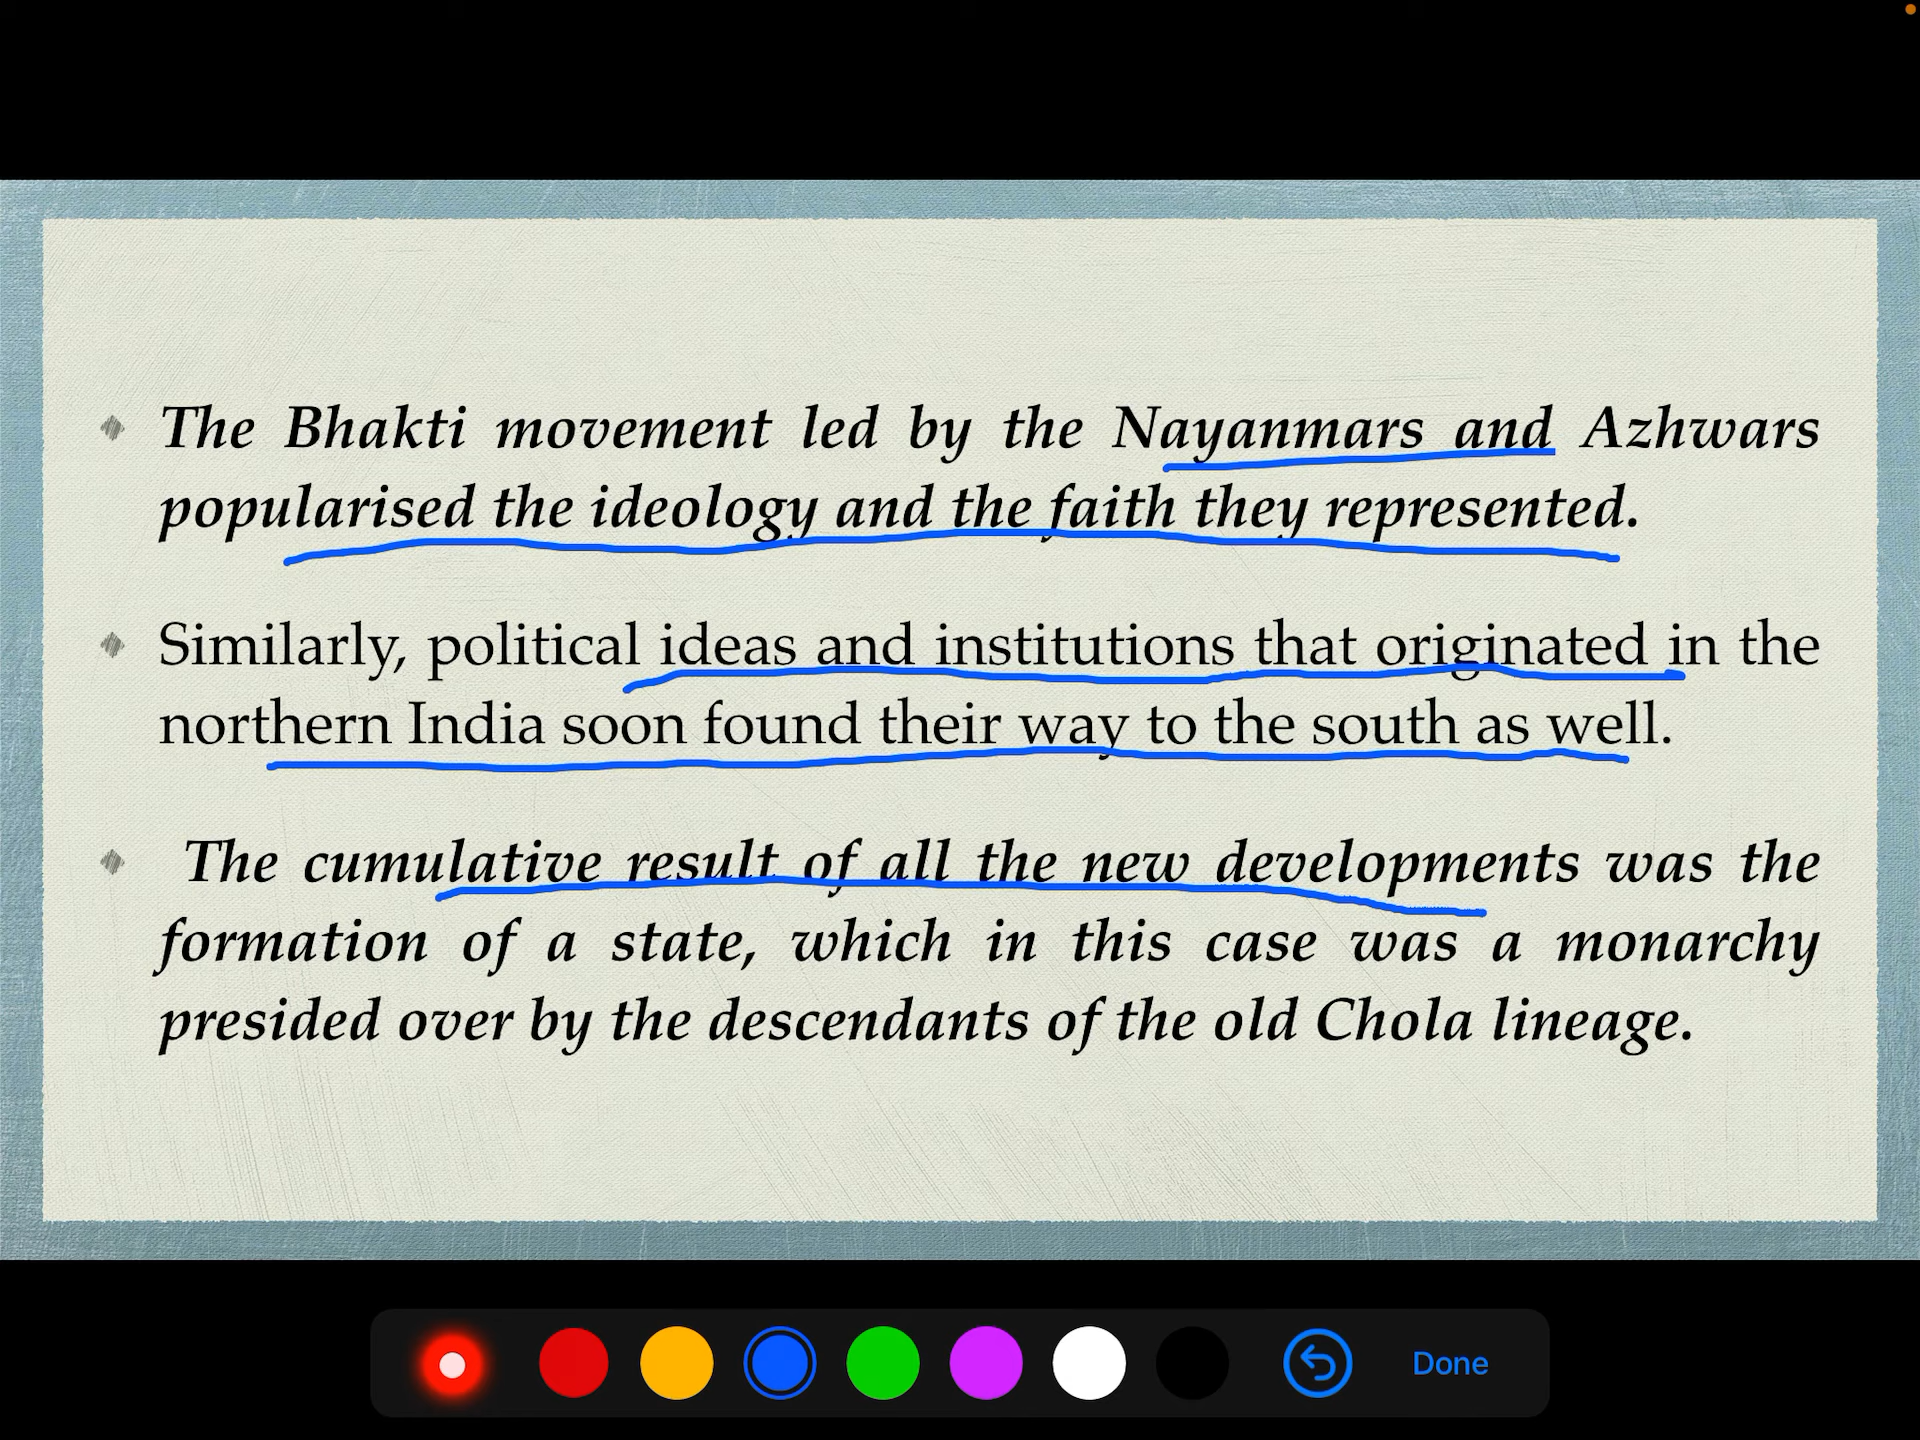 The Bhakti movement led by the Nayanmars and Azhwars
popularised the ideology and the faith they represented.
Similarly, political ideas and institutions that originated in the
northern India soon found their way to the south as well.
The cumulative result of all the new developments was the
formation of a state, which in this case was a monarchy
presided over by the descendants of the old Chola lineage.
Done